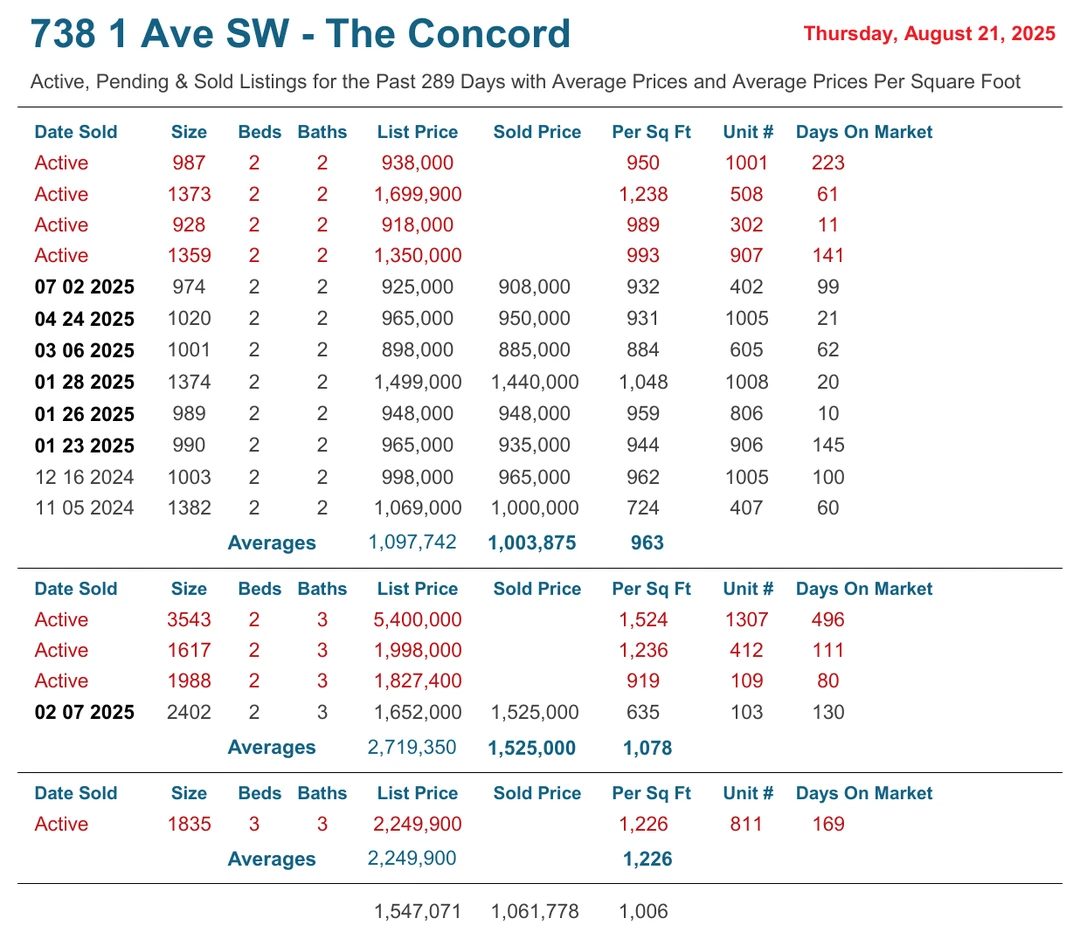 738 1 Ave SW - The Concord Thursday, August 21, 2025
Active, Pending & Sold Listings for the Past 289 Days with Average Prices and Average Prices Per Square Foot
Date Sold Size Beds Baths List Price Sold Price Per Sq Ft Unit # Days On Market
Active 987 2 2 938,000 950 1001 223
Active 1373 2 2 1,699,900 1,238 508 61
Active 928 2 2 918,000 989 302 11
Active 1359 2 2 1,350,000 993 907 141
07 02 2025 974 2 2 925,000 908,000 932 402 99
04 24 2025 1020 2 2 965,000 950,000 931 1005 21
03 06 2025 1001 2 2 898,000 885,000 884 605 62
01 28 2025 1374 2 2 1,499,000 1,440,000 1,048 1008 20
01 26 2025 989 2 2 948,000 948,000 959 806 10
01 23 2025 990 2 2 965,000 935,000 944 906 145
12 16 2024 1003 2 2 998,000 965,000 962 1005 100
11 05 2024 1382 2 2 1,069,000 1,000,000 724 407 60
Averages 1,097,742 1,003,875 963
Date Sold Size Beds Baths List Price Sold Price Per Sq Ft Unit # Days On Market
Active 3543 2 3 5,400,000 1,524 1307 496
Active 1617 2 3 1,998,000 1,236 412 111
Active 1988 2 3 1,827,400 919 109 80
02 07 2025 2402 2 3 1,652,000 1,525,000 635 103 130
Averages 2,719,350 1,525,000 1,078
Date Sold Size Beds Baths List Price Sold Price Per Sq Ft Unit # Days On Market
Active 1835 3 3 2,249,900 1,226 811 169
Averages 2,249,900 1,226
1,547,071 1,061,778 1,006